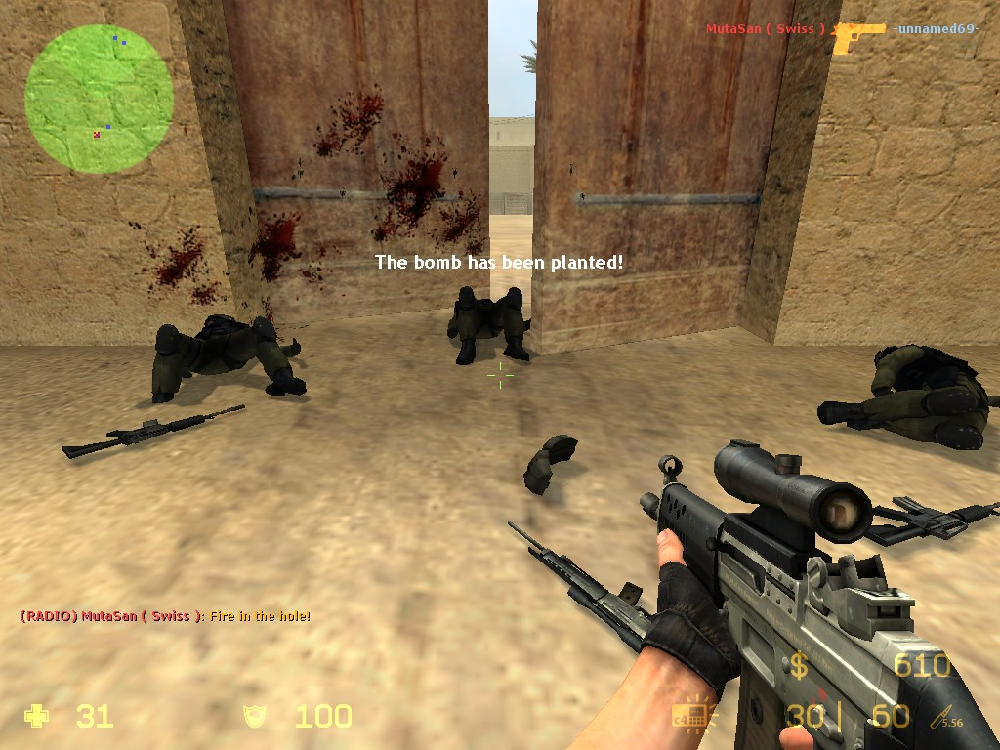 MutaSan ( Swiss ) -unnamed69-
The bomb has been planted!
(RADIO) MutaSan ( Swiss ): Fire in the hole!
$ 610
31 100 C4 30 | 60 5.56